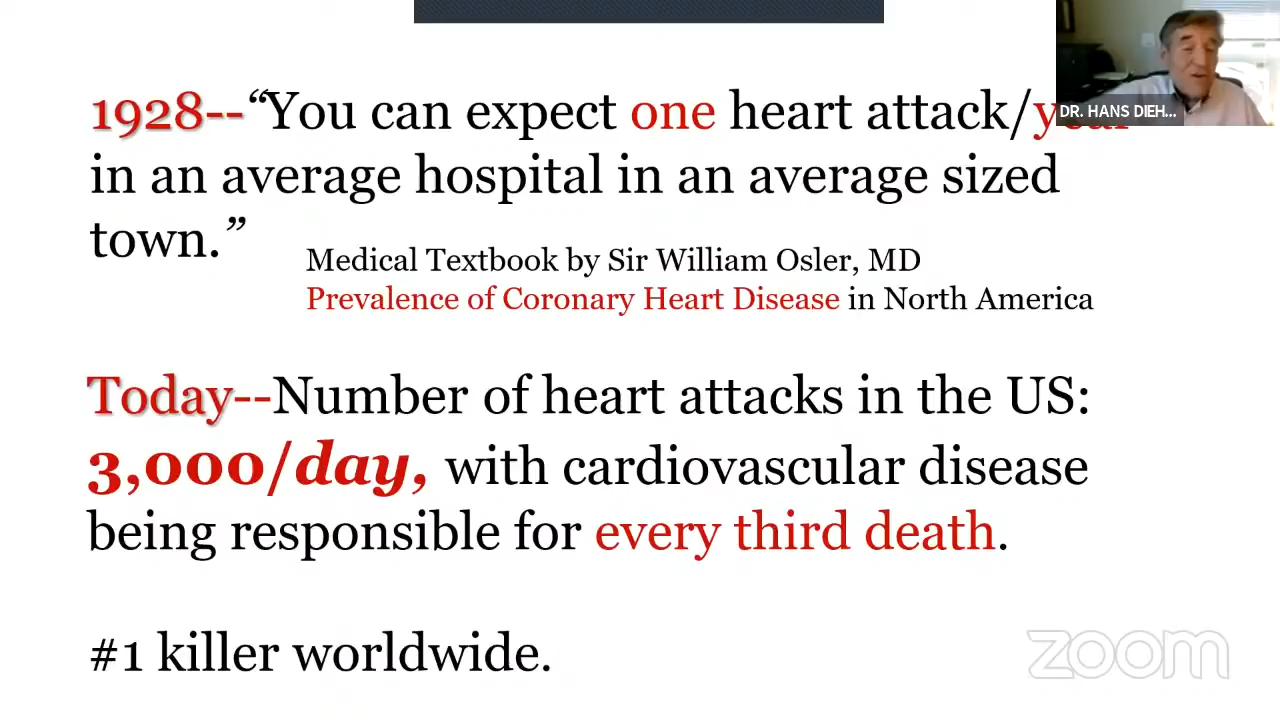 1928--“You can expect one heart attack/year
in an average hospital in an average sized
town.”
Medical Textbook by Sir William Osler, MD
Prevalence of Coronary Heart Disease in North America
Today--Number of heart attacks in the US:
3,000/day, with cardiovascular disease
being responsible for every third death.
#1 killer worldwide.
DR. HANS DIEH...
zoom